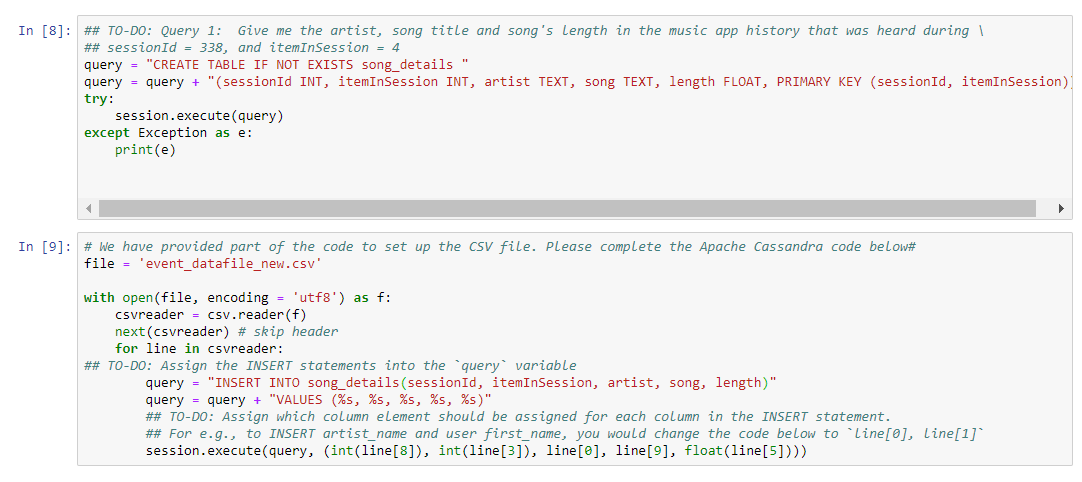 In [8]: ## TO-DO: Query 1:  Give me the artist, song title and song's length in the music app history that was heard during \
## sessionId = 338, and itemInSession = 4
query = "CREATE TABLE IF NOT EXISTS song_details "
query = query + "(sessionId INT, itemInSession INT, artist TEXT, song TEXT, length FLOAT, PRIMARY KEY (sessionId, itemInSession)
try:
    session.execute(query)
except Exception as e:
    print(e)
In [9]: # We have provided part of the code to set up the CSV file. Please complete the Apache Cassandra code below#
file = 'event_datafile_new.csv'
with open(file, encoding = 'utf8') as f:
    csvreader = csv.reader(f)
    next(csvreader) # skip header
    for line in csvreader:
## TO-DO: Assign the INSERT statements into the `query` variable
        query = "INSERT INTO song_details(sessionId, itemInSession, artist, song, length)"
        query = query + "VALUES (%s, %s, %s, %s, %s)"
        ## TO-DO: Assign which column element should be assigned for each column in the INSERT statement.
        ## For e.g., to INSERT artist_name and user first_name, you would change the code below to `line[0], line[1]`
        session.execute(query, (int(line[8]), int(line[3]), line[0], line[9], float(line[5])))